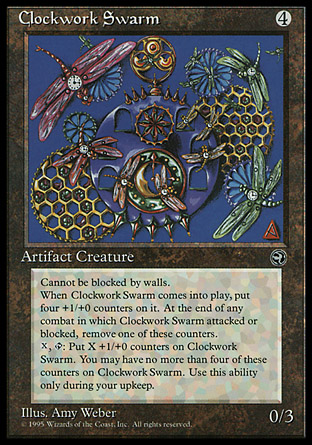 Clockwork Swarm 4
Artifact Creature
Cannot be blocked by walls.
When Clockwork Swarm comes into play, put
four +1/+0 counters on it. At the end of any
combat in which Clockwork Swarm attacked or
blocked, remove one of these counters.
X, : Put X +1/+0 counters on Clockwork
Swarm. You may have no more than four of these
counters on Clockwork Swarm. Use this ability
only during your upkeep.
Illus. Amy Weber
© 1995 Wizards of the Coast, Inc. All rights reserved.
0/3